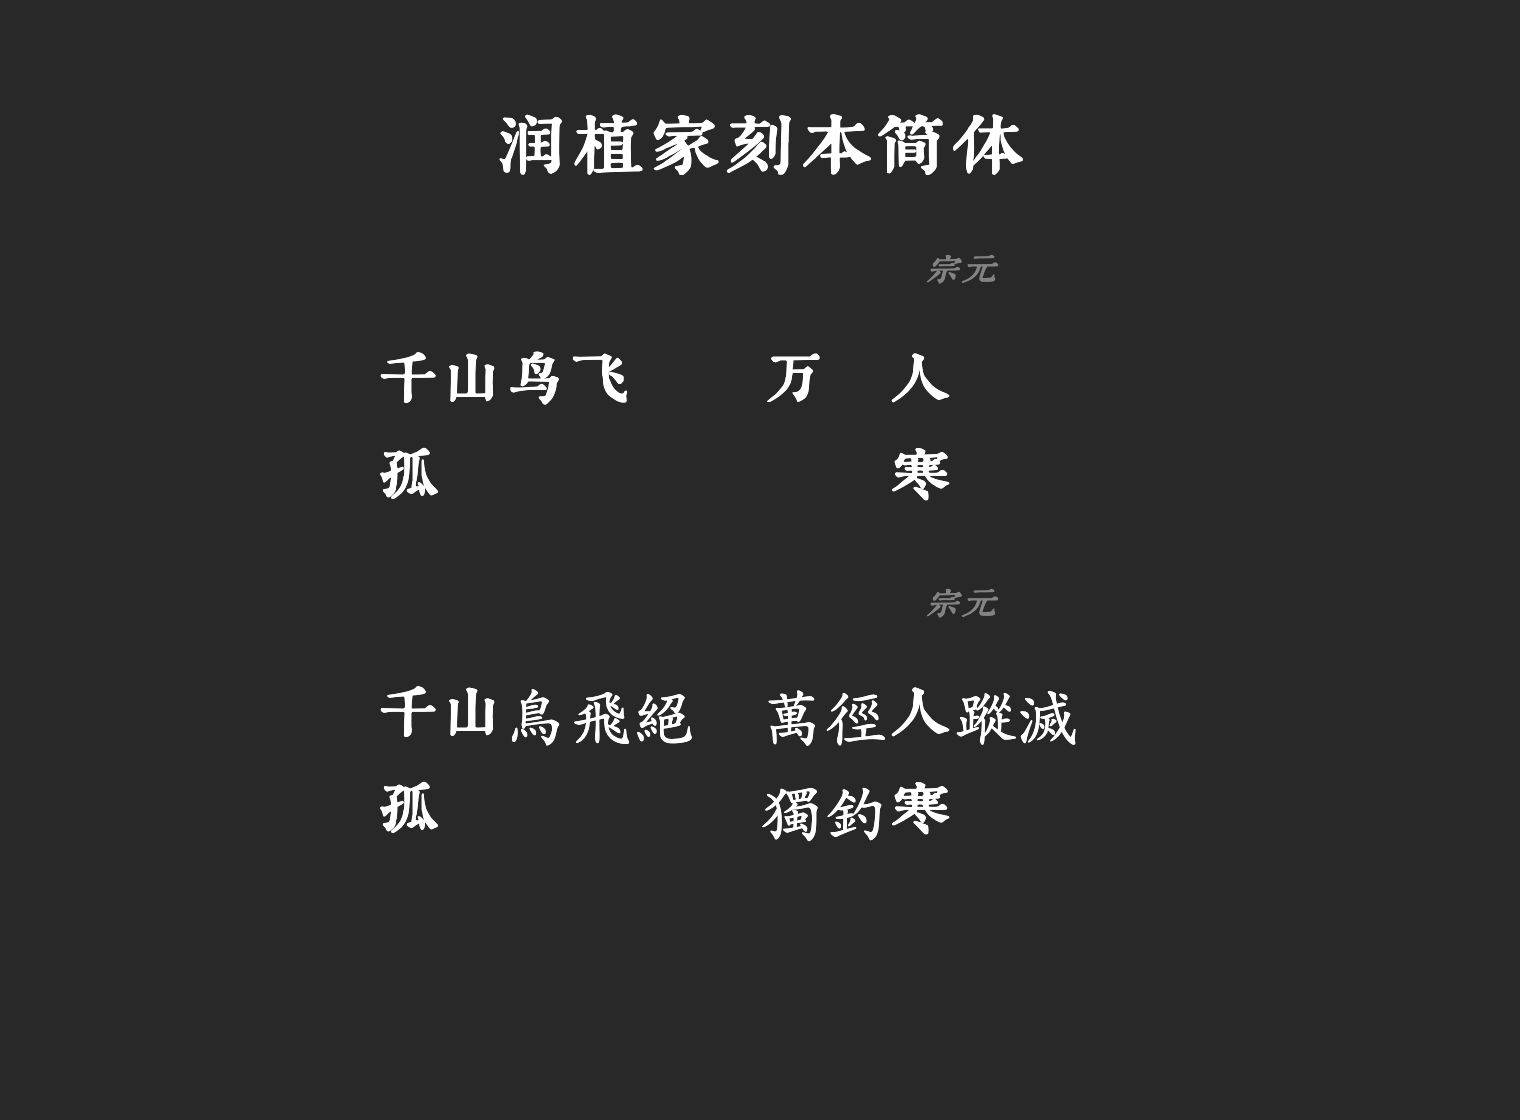 润植家刻本简体
宗元
千山鸟飞 万 人
孤 寒
宗元
千山鳥飛絕 萬徑人蹤滅
孤 獨釣寒